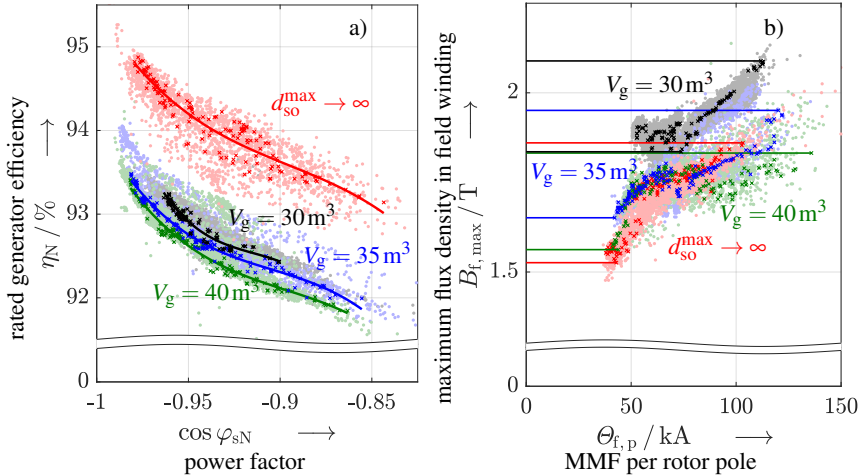 a)
95
94
93
92
0
rated generator efficiency
η_N / % ⟶
d_so^max → ∞
V_g = 30 m³
V_g = 35 m³
V_g = 40 m³
-1 -0.95 -0.9 -0.85
cos φ_sN ⟶
power factor
b)
2
1.5
0
maximum flux density in field winding
B_f, max / T ⟶
V_g = 30 m³
V_g = 35 m³
V_g = 40 m³
d_so^max → ∞
0 50 100 150
Θ_f, p / kA ⟶
MMF per rotor pole